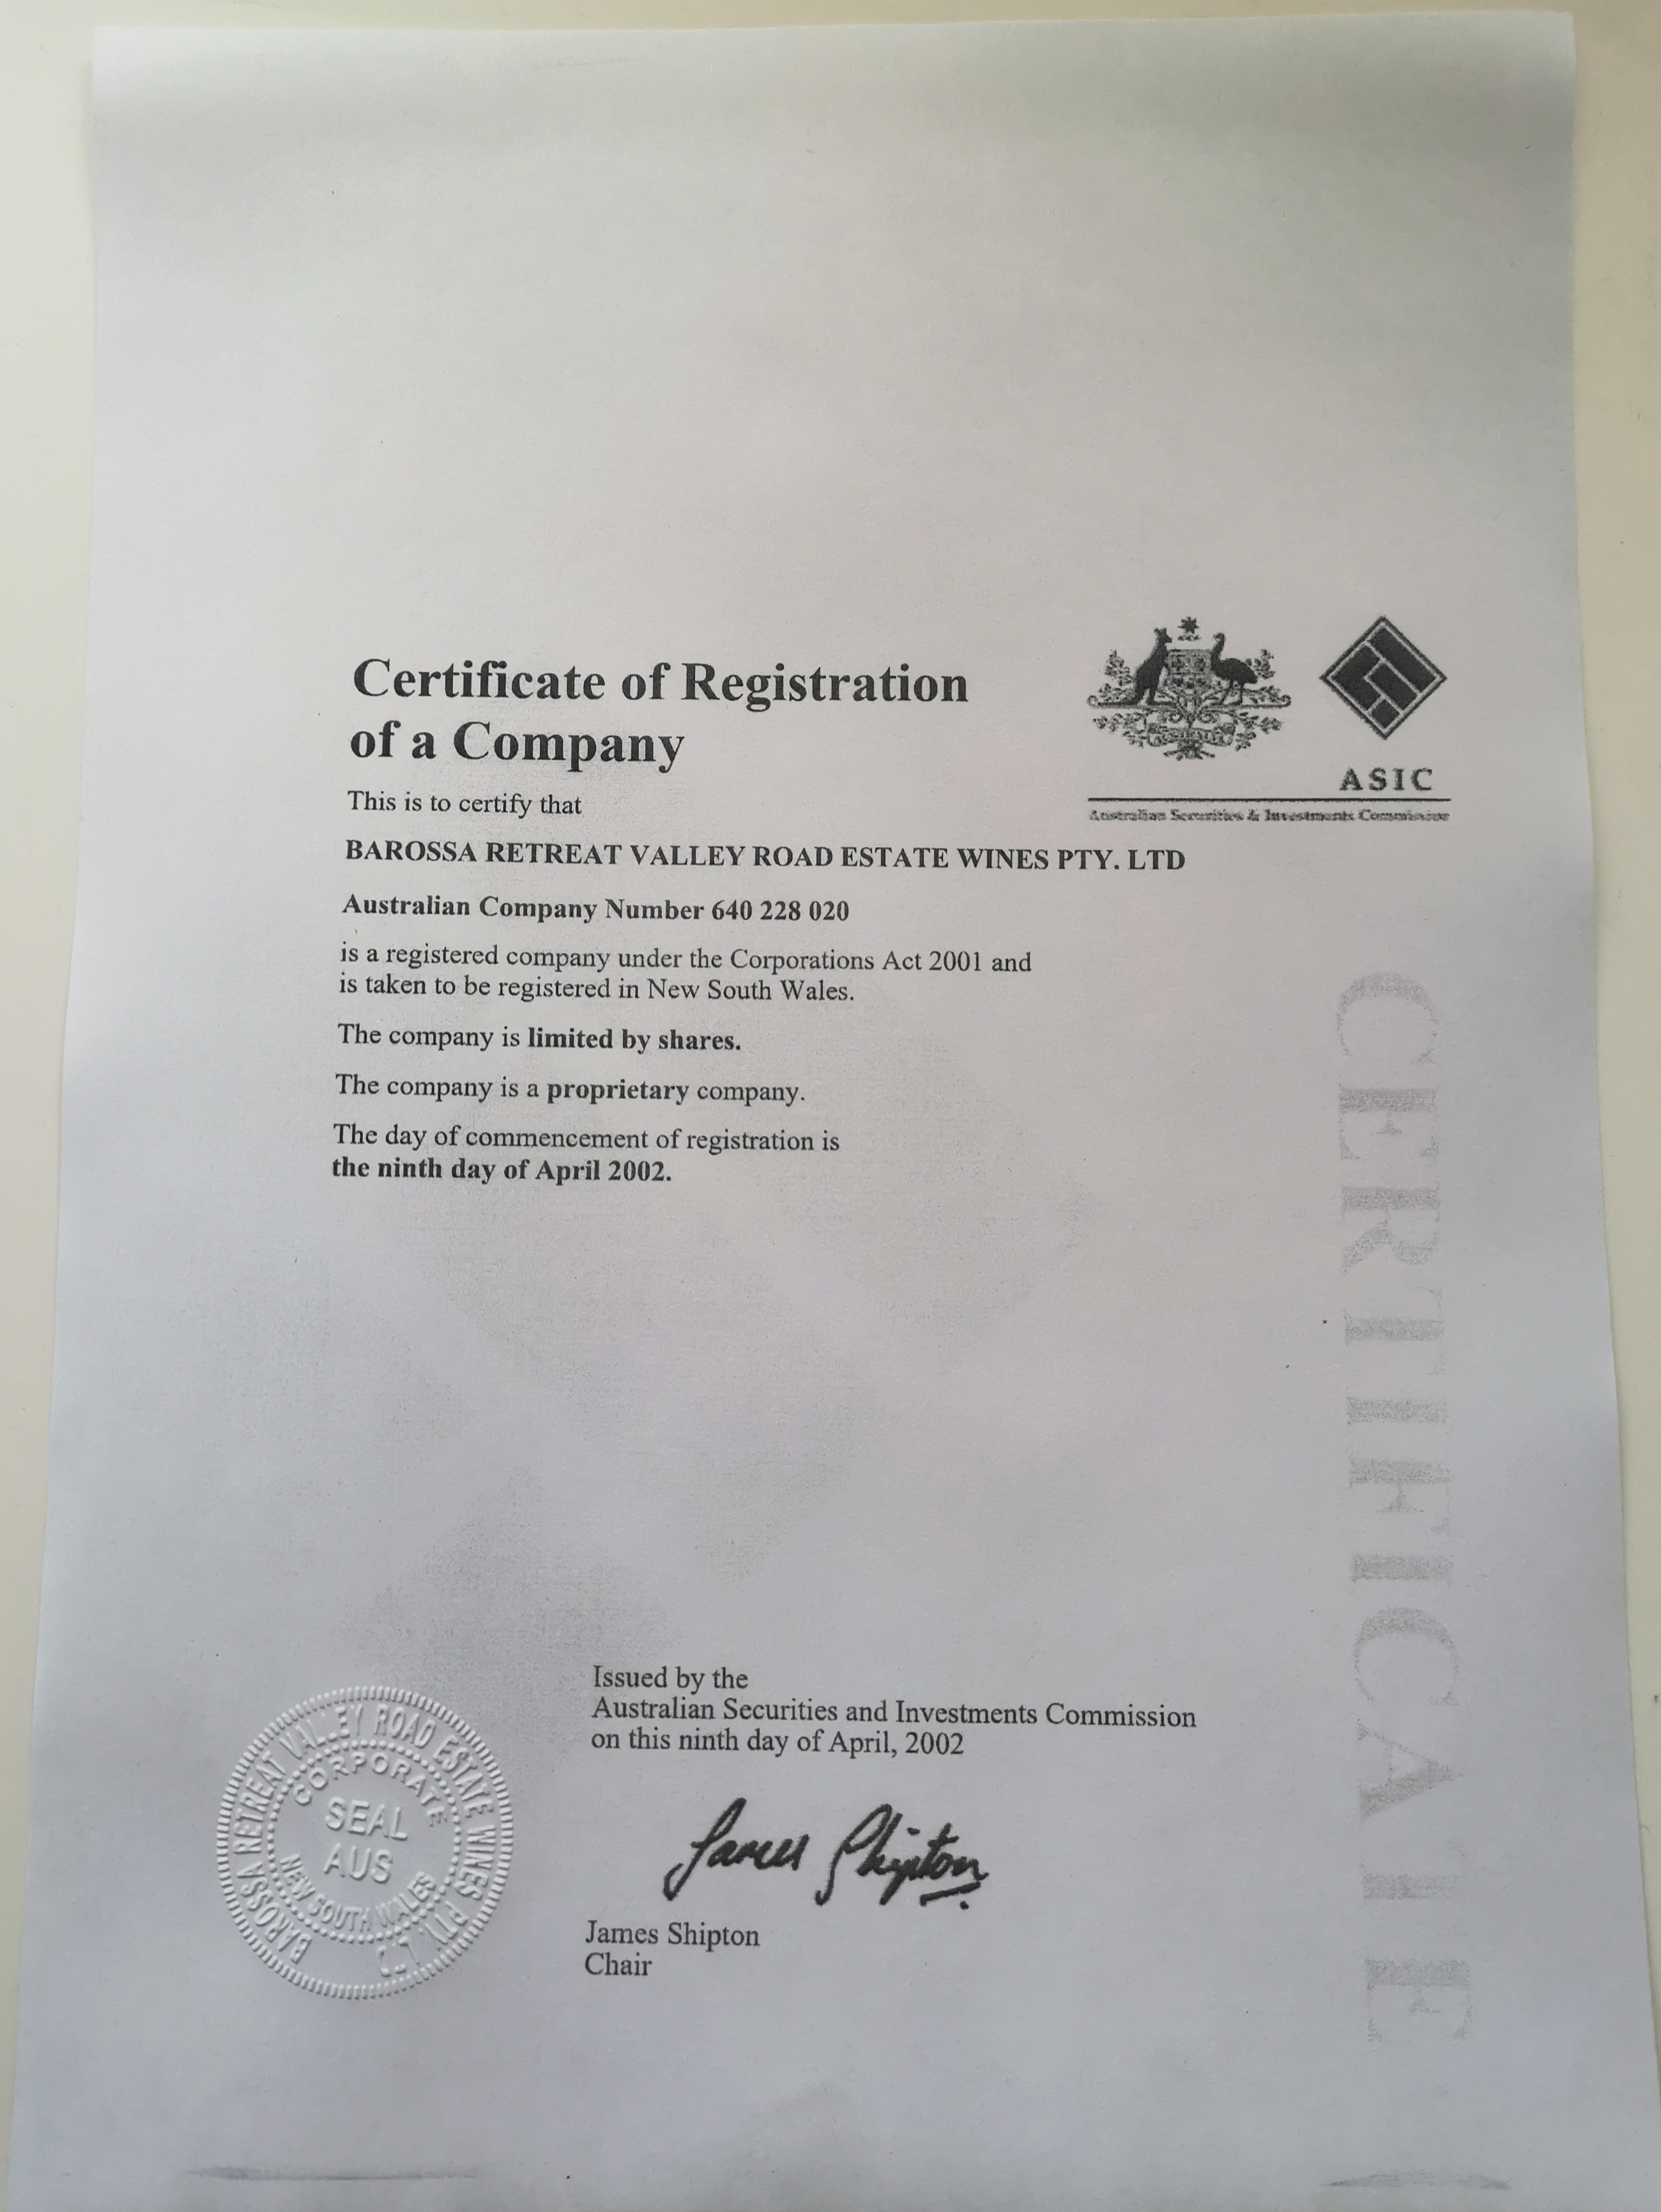 Certificate of Registration
of a Company
ASIC
Australian Securities & Investments Commission
This is to certify that
BAROSSA RETREAT VALLEY ROAD ESTATE WINES PTY. LTD
Australian Company Number 640 228 020
is a registered company under the Corporations Act 2001 and
is taken to be registered in New South Wales.
The company is limited by shares.
The company is a proprietary company.
The day of commencement of registration is
the ninth day of April 2002.
CERTIFICATE
Issued by the
Australian Securities and Investments Commission
on this ninth day of April, 2002
James Shipton
James Shipton
Chair
BAROSSA RETREAT VALLEY ROAD ESTATE WINES PTY. LTD
CORPORATE
SEAL
AUS
NEW SOUTH WALES